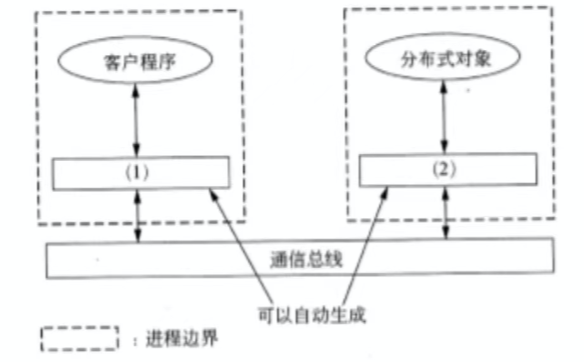 客户程序
分布式对象
(1)
(2)
通信总线
可以自动生成
：进程边界